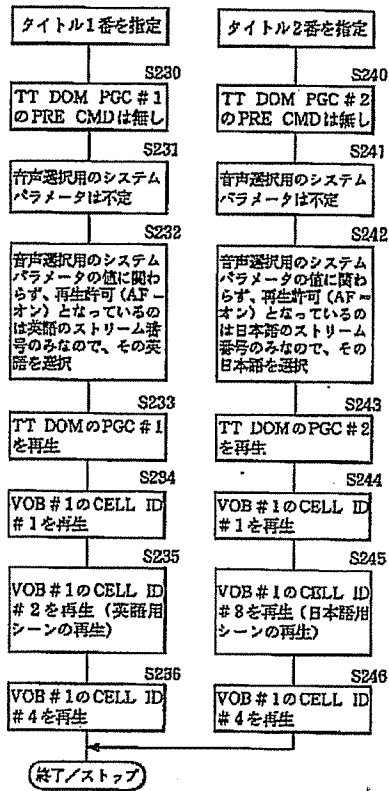 タイトル1番を指定
S230
TT DOM PGC#1
のPRE CMDは無し
S231
音声選択用のシステム
パラメータは不定
S232
音声選択用のシステム
パラメータの値に関わ
らず、再生許可(AF=
オン)となっているの
は英語のストリーム番
号のみなので、その英
語を選択
S233
TT DOMのPGC#1
を再生
S234
VOB#1のCELL ID
#1を再生
S235
VOB#1のCELL ID
#2を再生(英語用
シーンの再生)
S236
VOB#1のCELL ID
#4を再生
終了/ストップ
タイトル2番を指定
S240
TT DOM PGC#2
のPRE CMDは無し
S241
音声選択用のシステム
パラメータは不定
S242
音声選択用のシステム
パラメータの値に関わ
らず、再生許可(AF=
オン)となっているの
は日本語のストリーム
番号のみなので、その
日本語を選択
S243
TT DOMのPGC#2
を再生
S244
VOB#1のCELL ID
#1を再生
S245
VOB#1のCELL ID
#3を再生(日本語用
シーンの再生)
S246
VOB#1のCELL ID
#4を再生